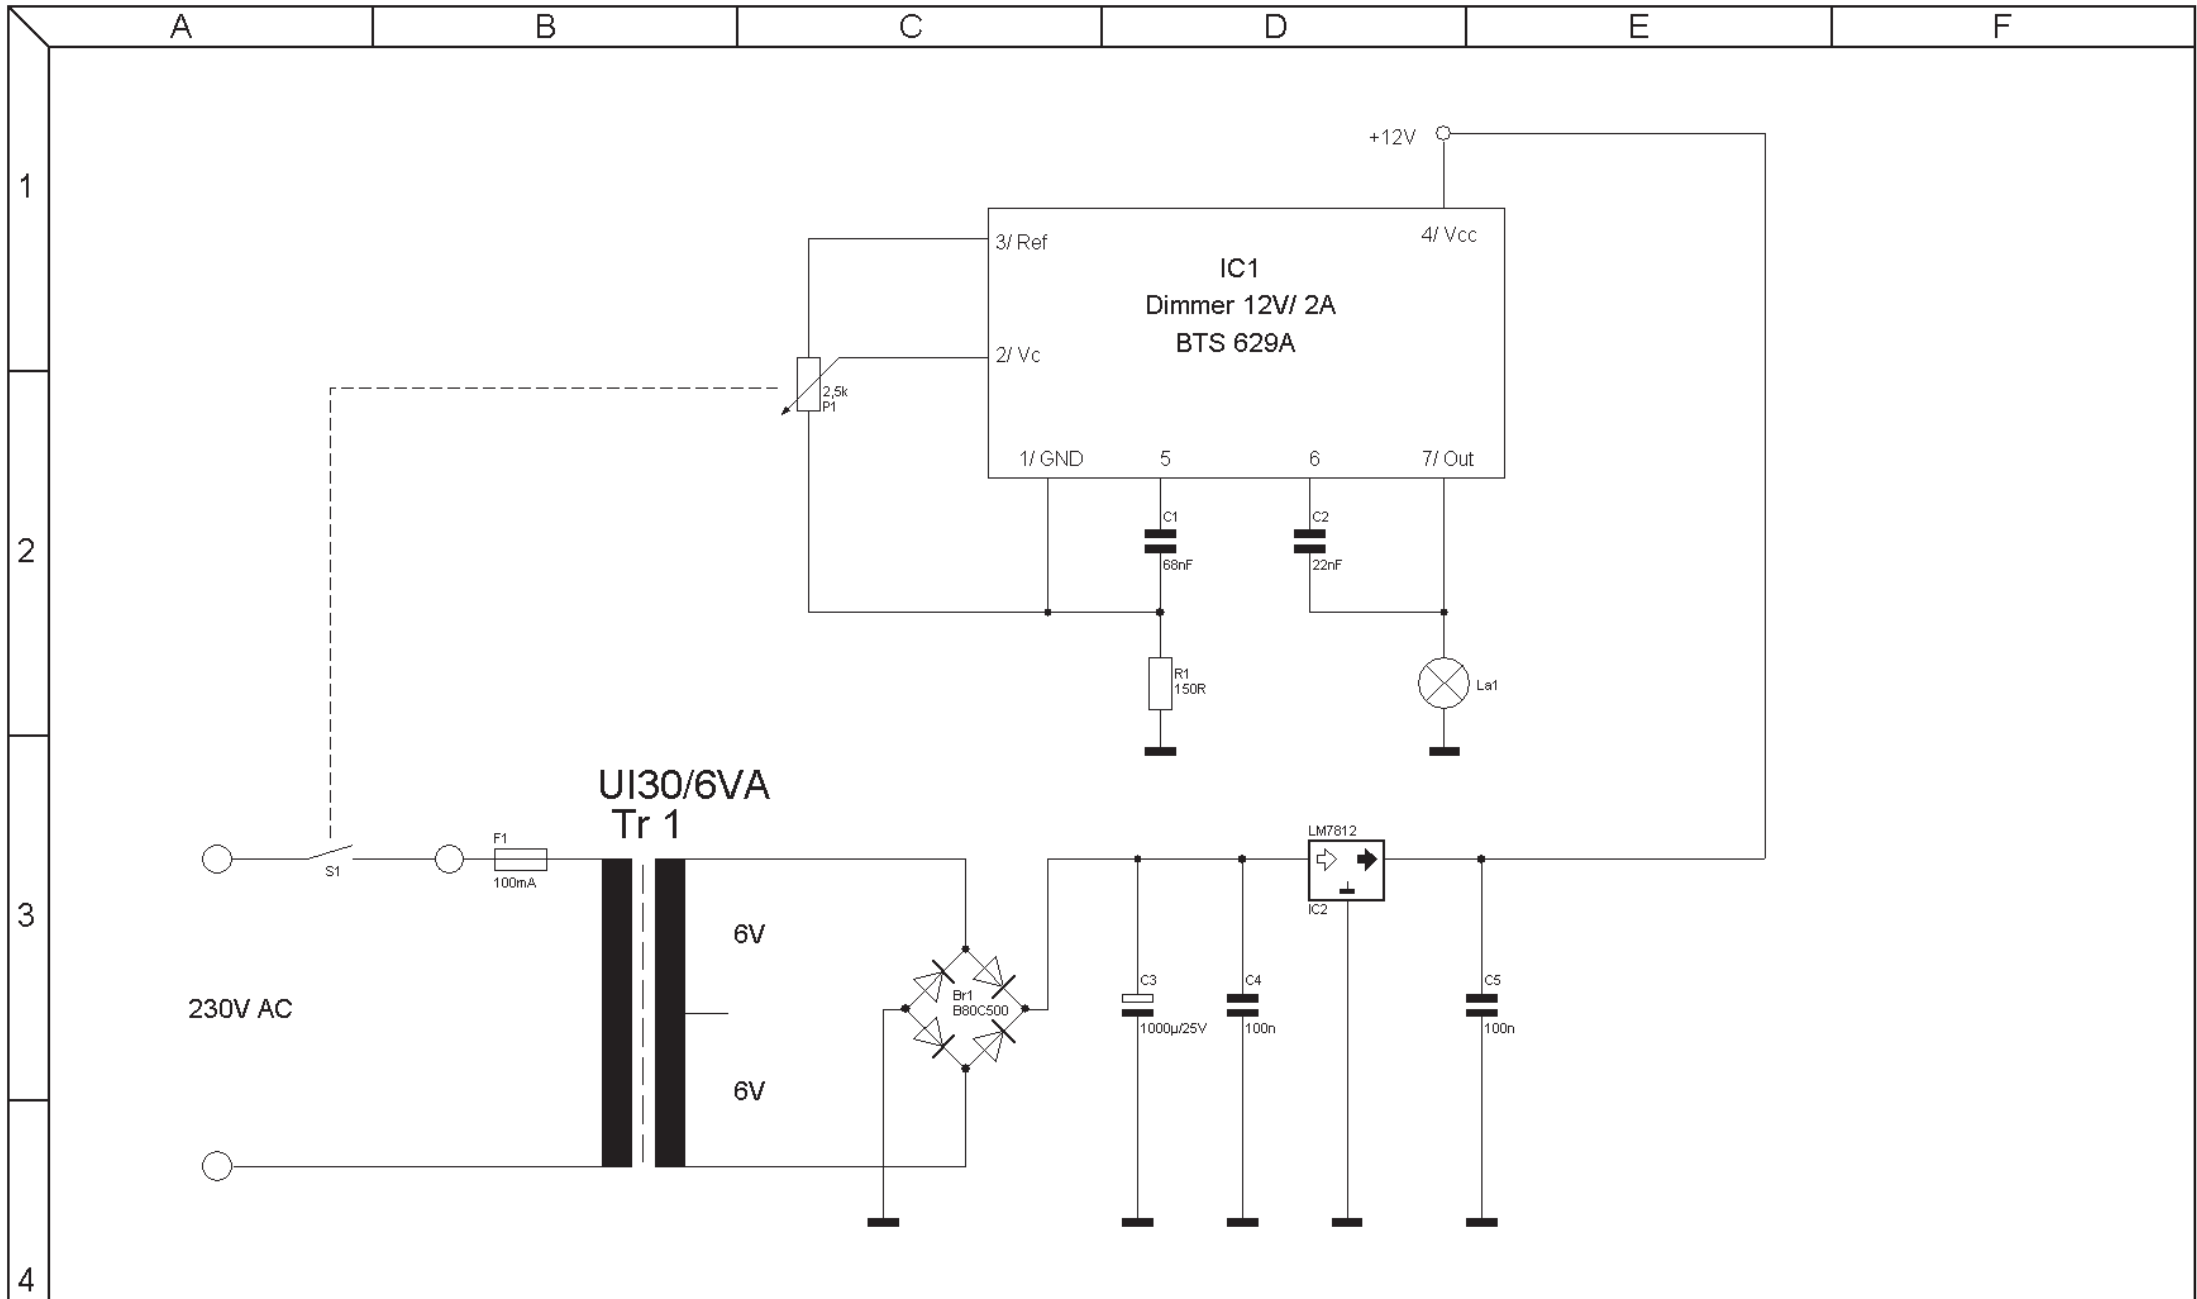 A B C D E F
1
+12V
3/ Ref
4/ Vcc
IC1
Dimmer 12V/ 2A
BTS 629A
2/ Vc
2,5k
P1
1/ GND 5 6 7/ Out
2
C1
68nF
C2
22nF
R1
150R
La1
UI30/6VA
Tr 1
S1
F1
100mA
LM7812
IC2
3
6V
230V AC
Br1
B80C500
C3
1000µ/25V
C4
100n
C5
100n
6V
4